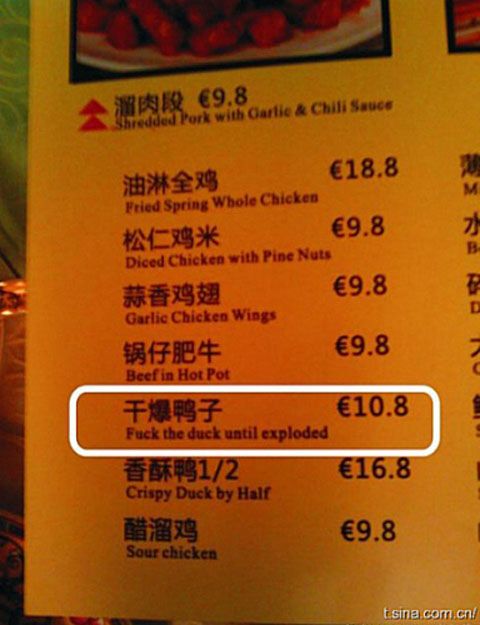 溜肉段 €9.8
Shredded Pork with Garlic & Chili Sauce
油淋全鸡 €18.8
Fried Spring Whole Chicken
松仁鸡米 €9.8
Diced Chicken with Pine Nuts
蒜香鸡翅 €9.8
Garlic Chicken Wings
锅仔肥牛 €9.8
Beef in Hot Pot
干爆鸭子 €10.8
Fuck the duck until exploded
香酥鸭1/2 €16.8
Crispy Duck by Half
醋溜鸡 €9.8
Sour chicken
t.sina.com.cn/